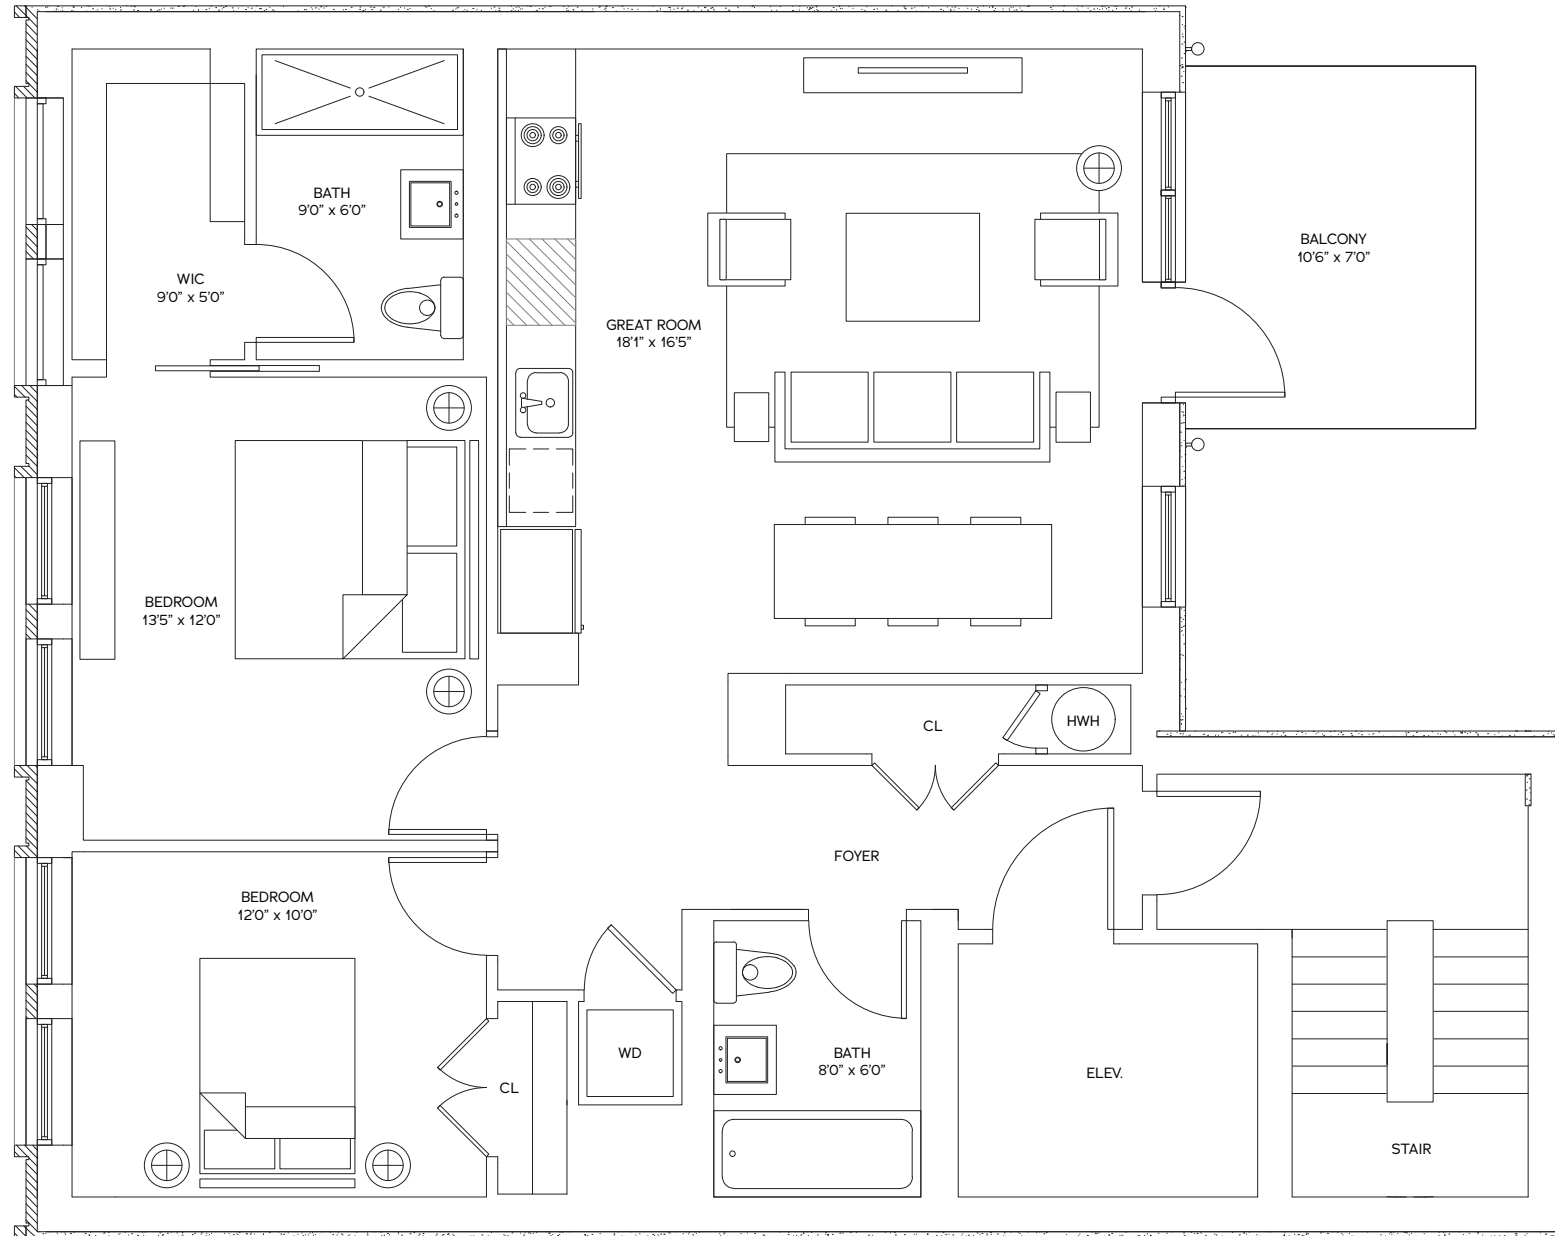 BATH
9'0" x 6'0"
WIC
9'0" x 5'0"
GREAT ROOM
18'1" x 16'5"
BALCONY
10'6" x 7'0"
BEDROOM
13'5" x 12'0"
CL
HWH
FOYER
BEDROOM
12'0" x 10'0"
CL
WD
BATH
8'0" x 6'0"
ELEV.
STAIR